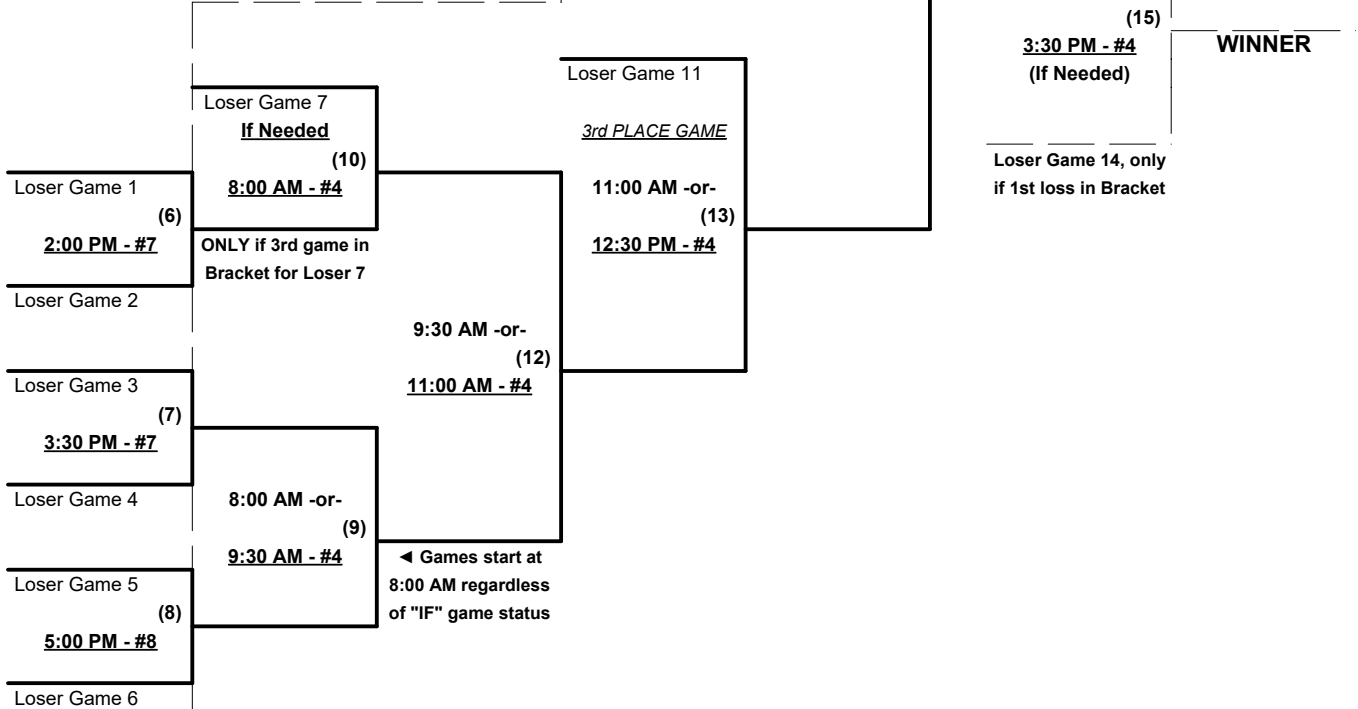 (15)
3:30 PM - #4
(If Needed)
WINNER
Loser Game 14, only
if 1st loss in Bracket
Loser Game 11
3rd PLACE GAME
11:00 AM -or-
(13)
12:30 PM - #4
Loser Game 7
If Needed
(10)
8:00 AM - #4
ONLY if 3rd game in
Bracket for Loser 7
Loser Game 1
(6)
2:00 PM - #7
Loser Game 2
9:30 AM -or-
(12)
11:00 AM - #4
Loser Game 3
(7)
3:30 PM - #7
Loser Game 4
8:00 AM -or-
(9)
9:30 AM - #4
◄ Games start at
8:00 AM regardless
of "IF" game status
Loser Game 5
(8)
5:00 PM - #8
Loser Game 6